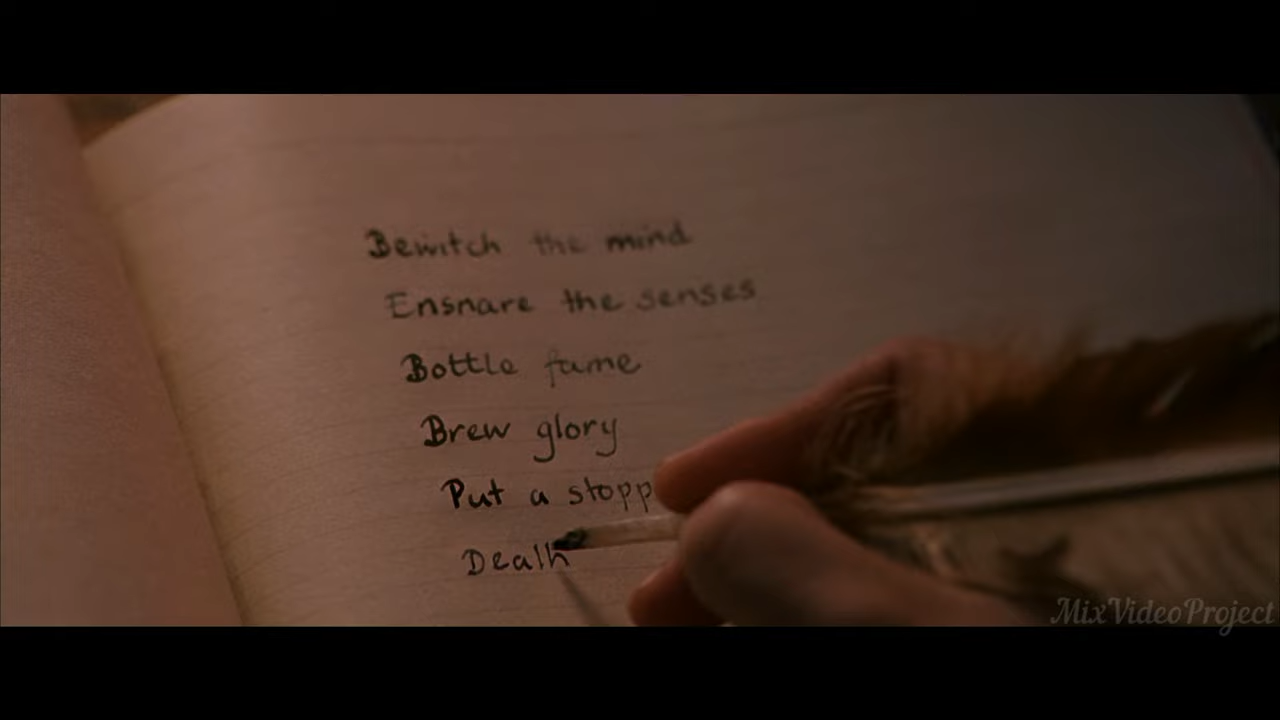 Bewitch the mind
Ensnare the senses
Bottle fame
Brew glory
Put a stopp
Death
MixVideoProject